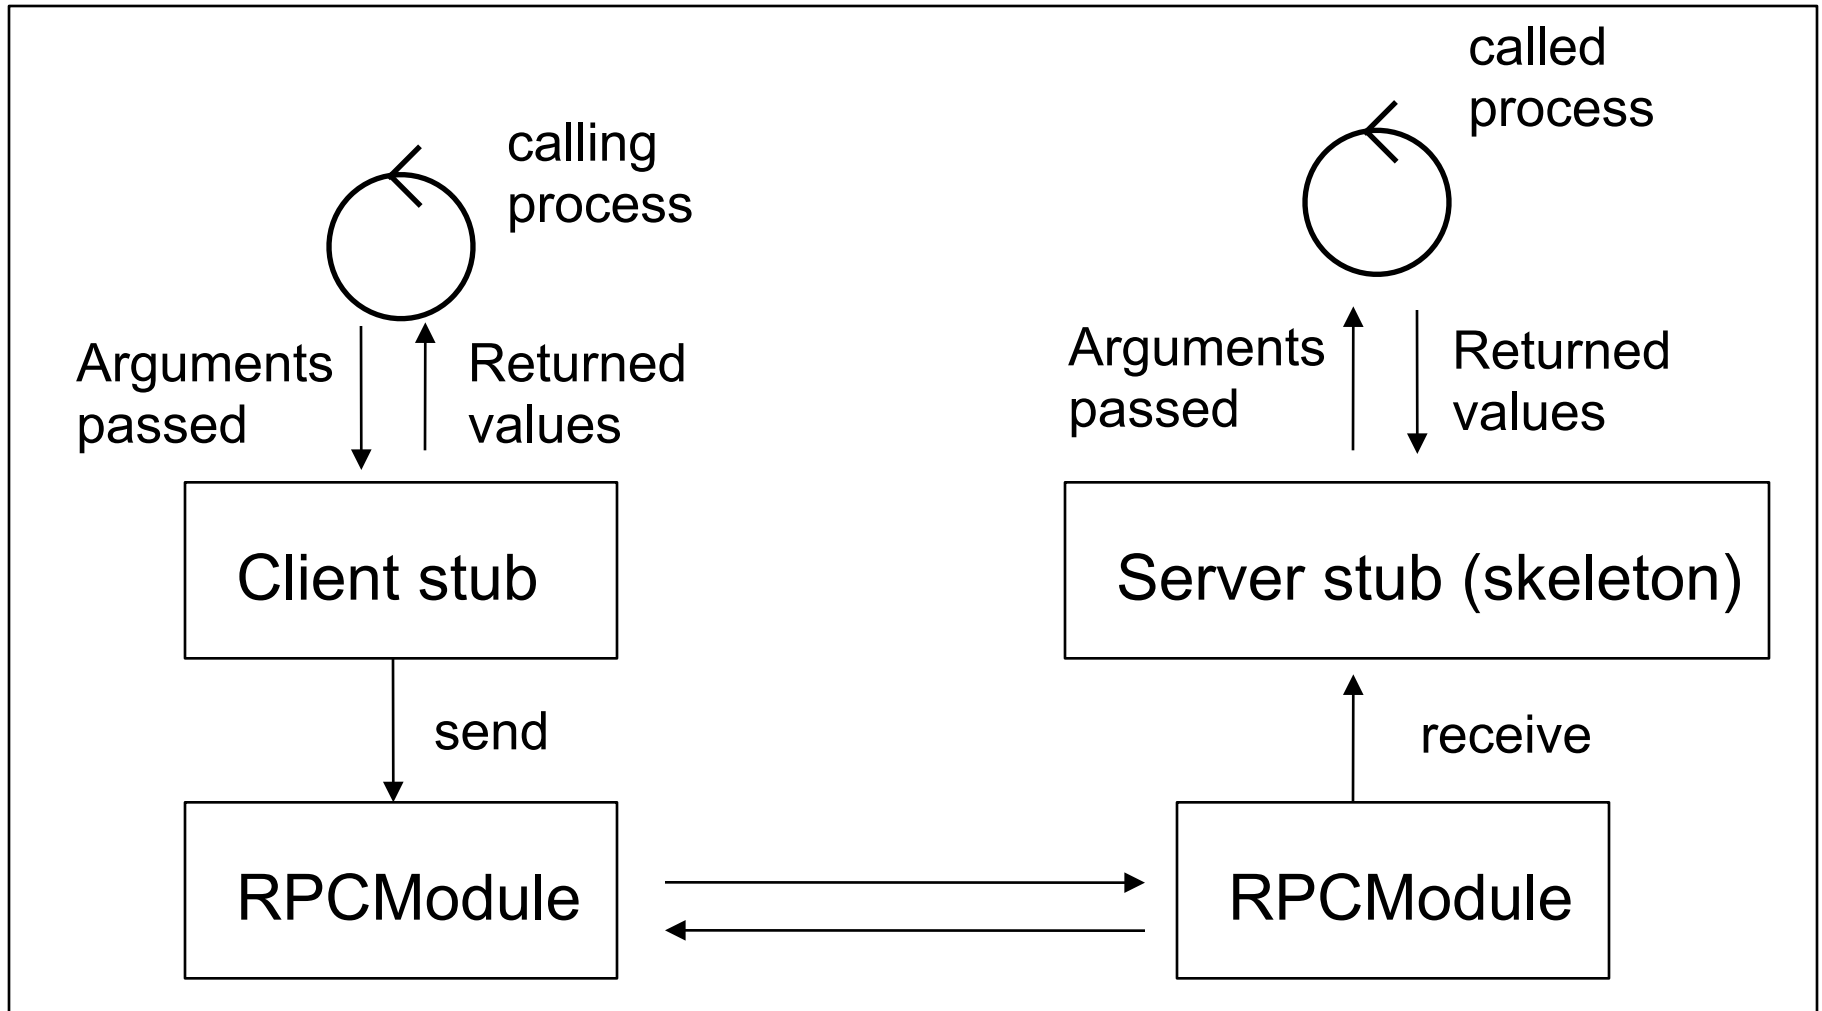 calling
process
called
process
Arguments
passed
Returned
values
Arguments
passed
Returned
values
Client stub
Server stub (skeleton)
send
receive
RPCModule
RPCModule